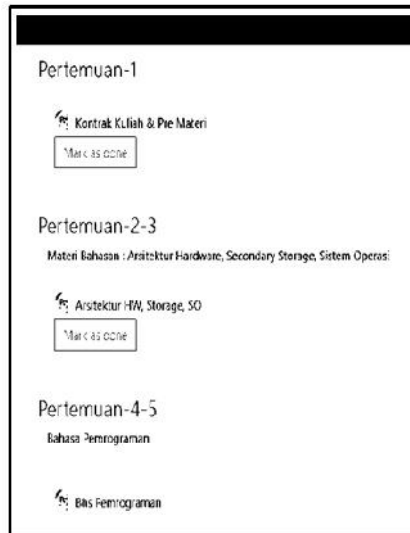 Pertemuan-1
Kontrak Kuliah & Pre Materi
Mark as done
Pertemuan-2-3
Materi Bahasan : Arsitektur Hardware, Secondary Storage, Sistem Operasi
Arsitektur HW, Storage, SO
Mark as done
Pertemuan-4-5
Bahasa Pemrograman
Bhs Pemrograman